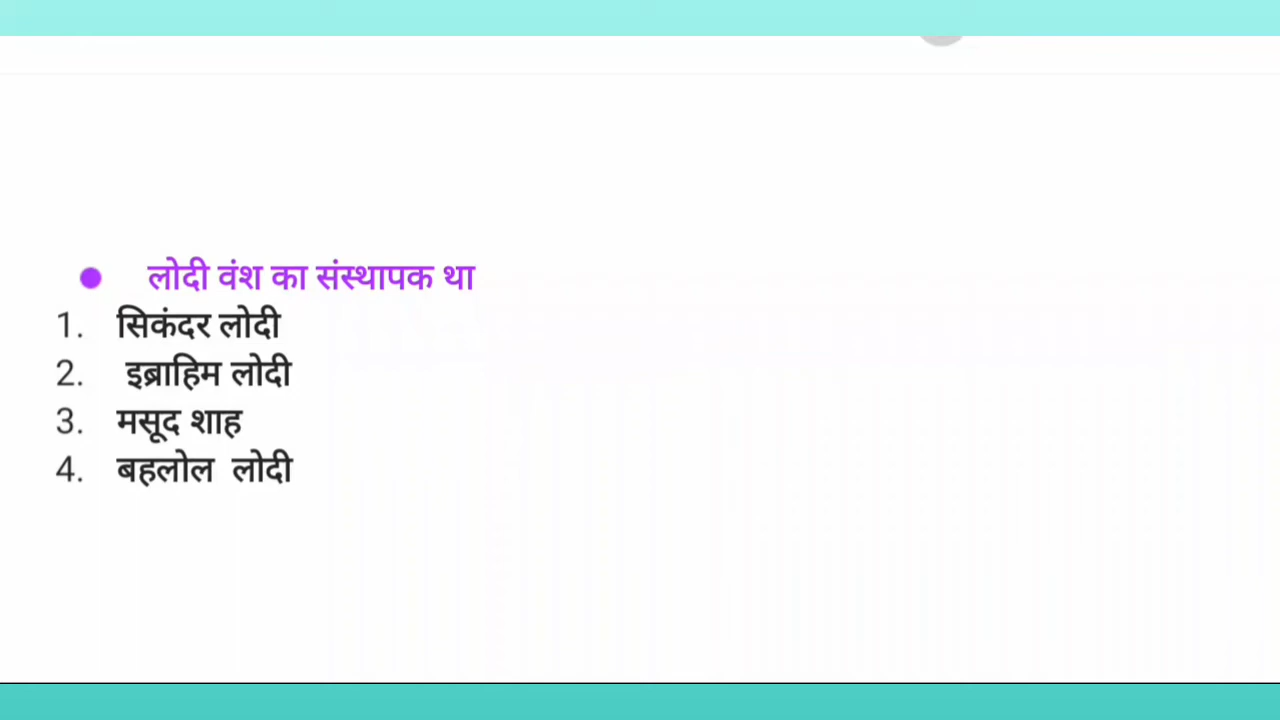 ● लोदी वंश का संस्थापक था
1. सिकंदर लोदी
2. इब्राहिम लोदी
3. मसूद शाह
4. बहलोल लोदी